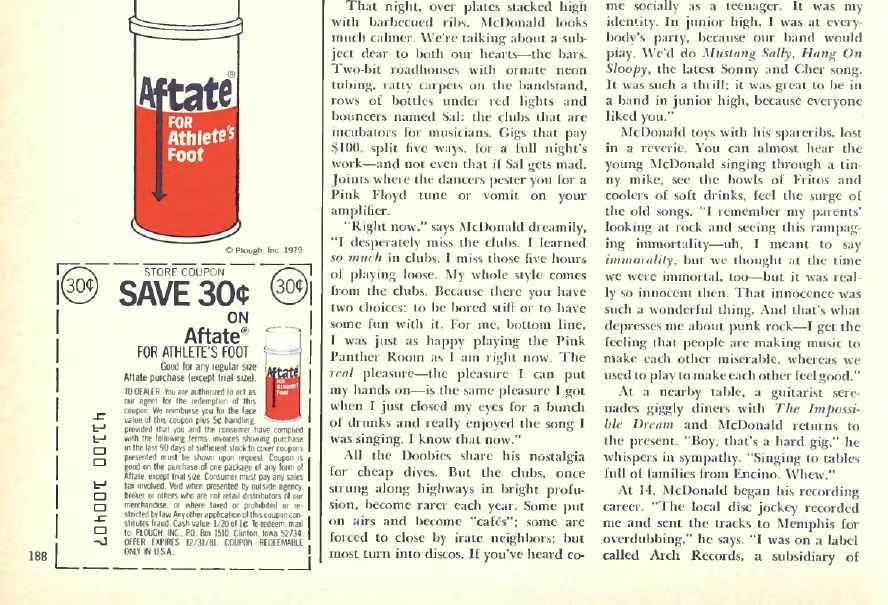 Aftate®
FOR
Athlete's
Foot
© Plough, Inc. 1979
STORE COUPON
30¢
30¢
SAVE 30¢
ON
Aftate®
FOR ATHLETE'S FOOT
Good for any regular size
Aftate purchase (except trial size).
TO DEALER: You are authorized to act as
our agent for the redemption of this
coupon. We reimburse you for the face
value of this coupon plus 5¢ handling,
provided that you and the consumer have complied
with the following terms: invoices showing purchase
in the last 90 days of sufficient stock to cover coupons
presented must be shown upon request. Coupon is
good on the purchase of one package of any form of
Aftate, except trial size. Consumer must pay any sales
tax involved. Void when presented by outside agency,
broker or others who are not retail distributors of our
merchandise, or where taxed or prohibited or re-
stricted by law. Any other application of this coupon con-
stitutes fraud. Cash value: 1/20 of 1¢. To redeem, mail
to PLOUGH, INC., P.O. Box 1510, Clinton, Iowa 52734.
OFFER EXPIRES 12/31/81. COUPON REDEEMABLE
ONLY IN U.S.A.
Aftate
FOR
Athlete's
Foot
188
That night, over plates stacked high
with barbecued ribs, McDonald looks
much calmer. We're talking about a sub-
ject dear to both our hearts—the bars.
Two-bit roadhouses with ornate neon
tubing, ratty carpets on the bandstand,
rows of bottles under red lights and
bouncers named Sal: the clubs that are
incubators for musicians. Gigs that pay
$100, split five ways, for a full night's
work—and not even that if Sal gets mad.
Joints where the dancers pester you for a
Pink Floyd tune or vomit on your
amplifier.
"Right now," says McDonald dreamily,
"I desperately miss the clubs. I learned
so much in clubs. I miss those five hours
of playing loose. My whole style comes
from the clubs. Because there you have
two choices: to be bored stiff or to have
some fun with it. For me, bottom line,
I was just as happy playing the Pink
Panther Room as I am right now. The
real pleasure—the pleasure I can put
my hands on—is the same pleasure I got
when I just closed my eyes for a bunch
of drunks and really enjoyed the song I
was singing. I know that now."
All the Doobies share his nostalgia
for cheap dives. But the clubs, once
strung along highways in bright profu-
sion, become rarer each year. Some put
on airs and become "cafés"; some are
forced to close by irate neighbors; but
most turn into discos. If you've heard co-
me socially as a teenager. It was my
identity. In junior high, I was at every-
body's party, because our band would
play. We'd do Mustang Sally, Hang On
Sloopy, the latest Sonny and Cher song.
It was such a thrill; it was great to be in
a band in junior high, because everyone
liked you."
McDonald toys with his spareribs, lost
in a reverie. You can almost hear the
young McDonald singing through a tin-
ny mike, see the bowls of Fritos and
coolers of soft drinks, feel the surge of
the old songs. "I remember my parents'
looking at rock and seeing this rampag-
ing immortality—uh, I meant to say
immorality, but we thought at the time
we were immortal, too—but it was real-
ly so innocent then. That innocence was
such a wonderful thing. And that's what
depresses me about punk rock—I get the
feeling that people are making music to
make each other miserable, whereas we
used to play to make each other feel good."
At a nearby table, a guitarist sere-
nades giggly diners with The Impossi-
ble Dream and McDonald returns to
the present. "Boy, that's a hard gig," he
whispers in sympathy. "Singing to tables
full of families from Encino. Whew."
At 14, McDonald began his recording
career. "The local disc jockey recorded
me and sent the tracks to Memphis for
overdubbing," he says. "I was on a label
called Arch Records, a subsidiary of